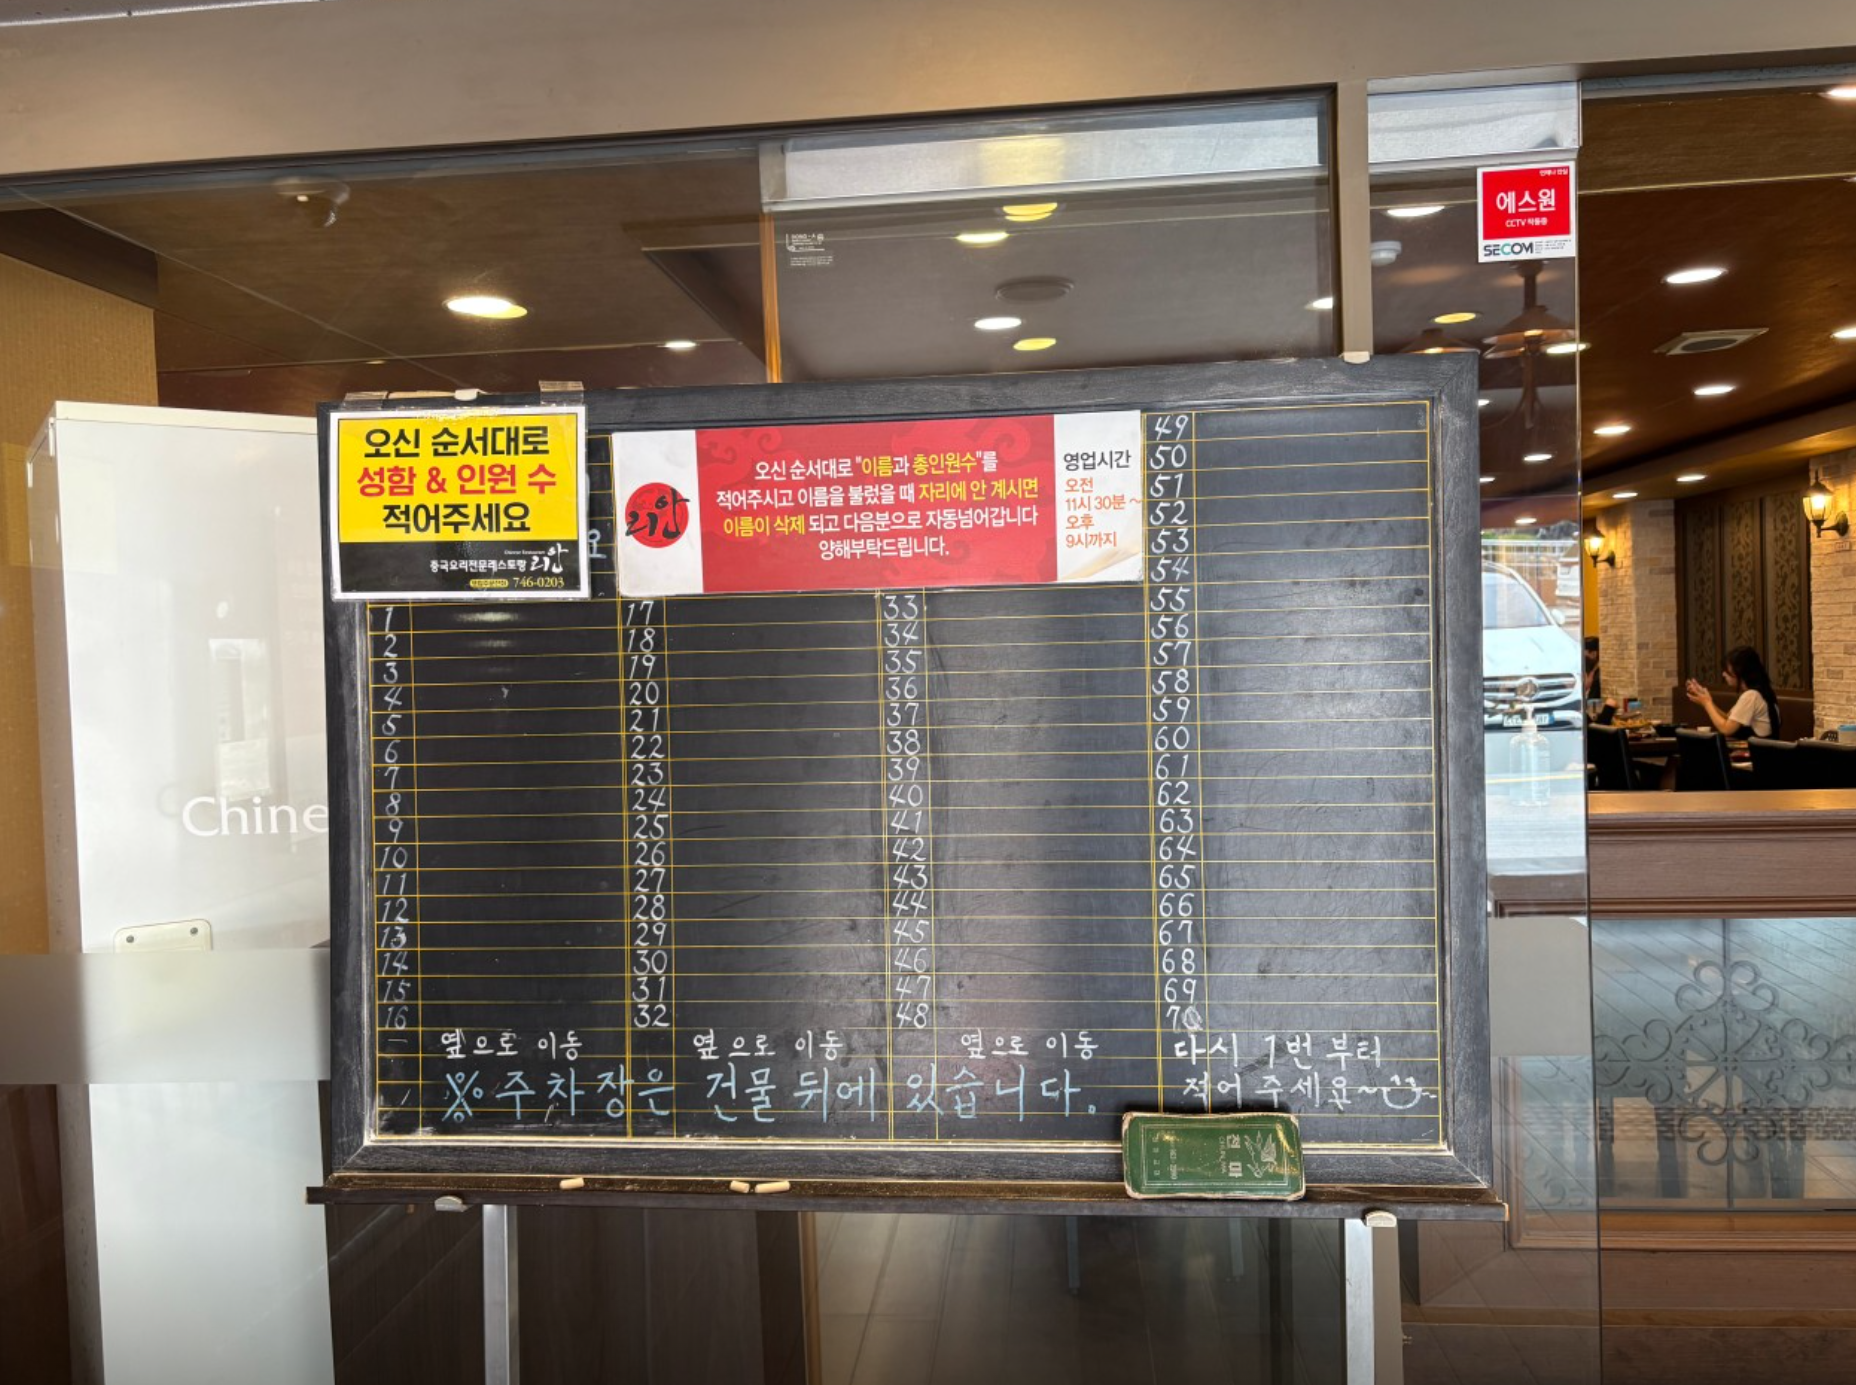 에스원
CCTV 작동중
SECOM
오신 순서대로
성함 & 인원 수
적어주세요
중국요리전문레스토랑 리안
746-0203
요
리안
오신 순서대로 "이름과 총인원수"를
적어주시고 이름을 불렀을 때 자리에 안 계시면
이름이 삭제 되고 다음분으로 자동넘어갑니다
양해부탁드립니다.
영업시간
오전
11시 30분 ~
오후
9시까지
1
2
3
4
5
6
7
8
9
10
11
12
13
14
15
16
옆으로 이동
17
18
19
20
21
22
23
24
25
26
27
28
29
30
31
32
옆으로 이동
33
34
35
36
37
38
39
40
41
42
43
44
45
46
47
48
옆으로 이동
49
50
51
52
53
54
55
56
57
58
59
60
61
62
63
64
65
66
67
68
69
70
다시 1번 부터
적어 주세요~
※ 주차장은 건물 뒤에 있습니다.
Chine